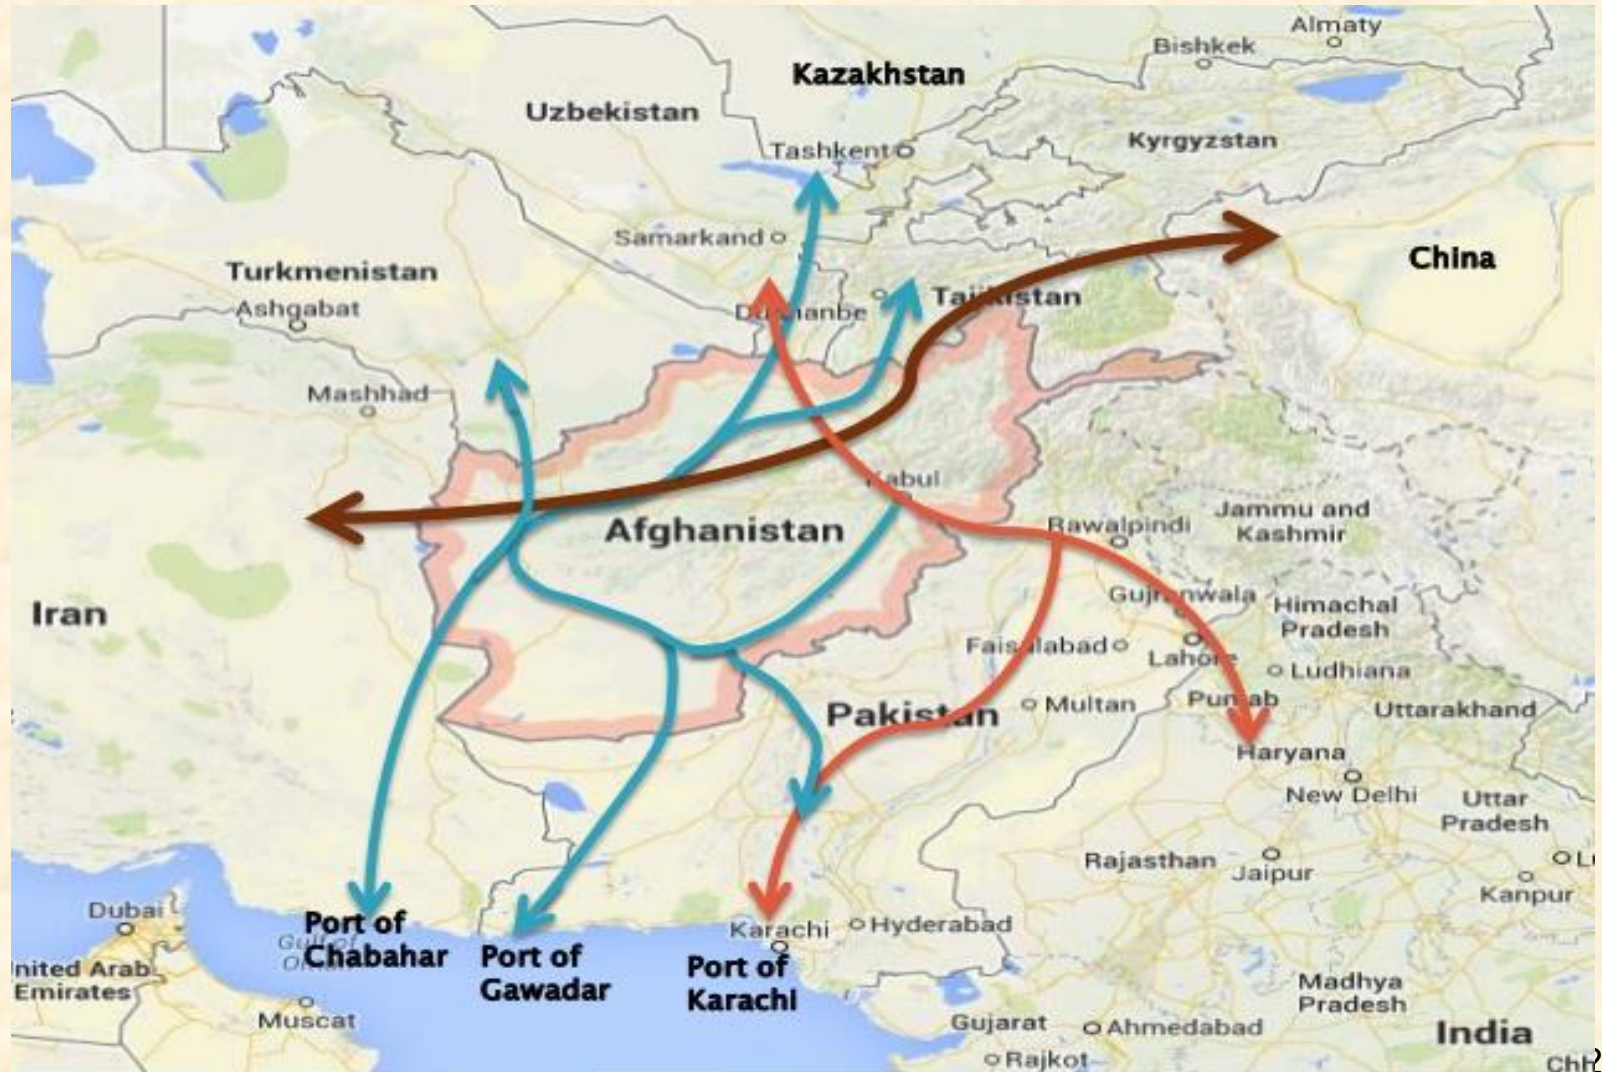 Almaty
Bishkek
Kazakhstan
Uzbekistan
Kyrgyzstan
Tashkent
Samarkand
China
Turkmenistan
Tajikistan
Ashgabat
Dushanbe
Mashhad
Kabul
Afghanistan
Rawalpindi
Jammu and
Kashmir
Iran
Gujranwala
Himachal
Pradesh
Faisalabad
Lahore
Ludhiana
Pakistan
Multan
Punjab
Uttarakhand
Haryana
New Delhi
Uttar
Pradesh
Rajasthan
Jaipur
Kanpur
Dubai
Port of
Chabahar
Gulf of
Port of
Gawadar
Karachi
Hyderabad
Port of
Karachi
nited Arab
Emirates
Muscat
Madhya
Pradesh
Gujarat
Ahmedabad
India
Rajkot